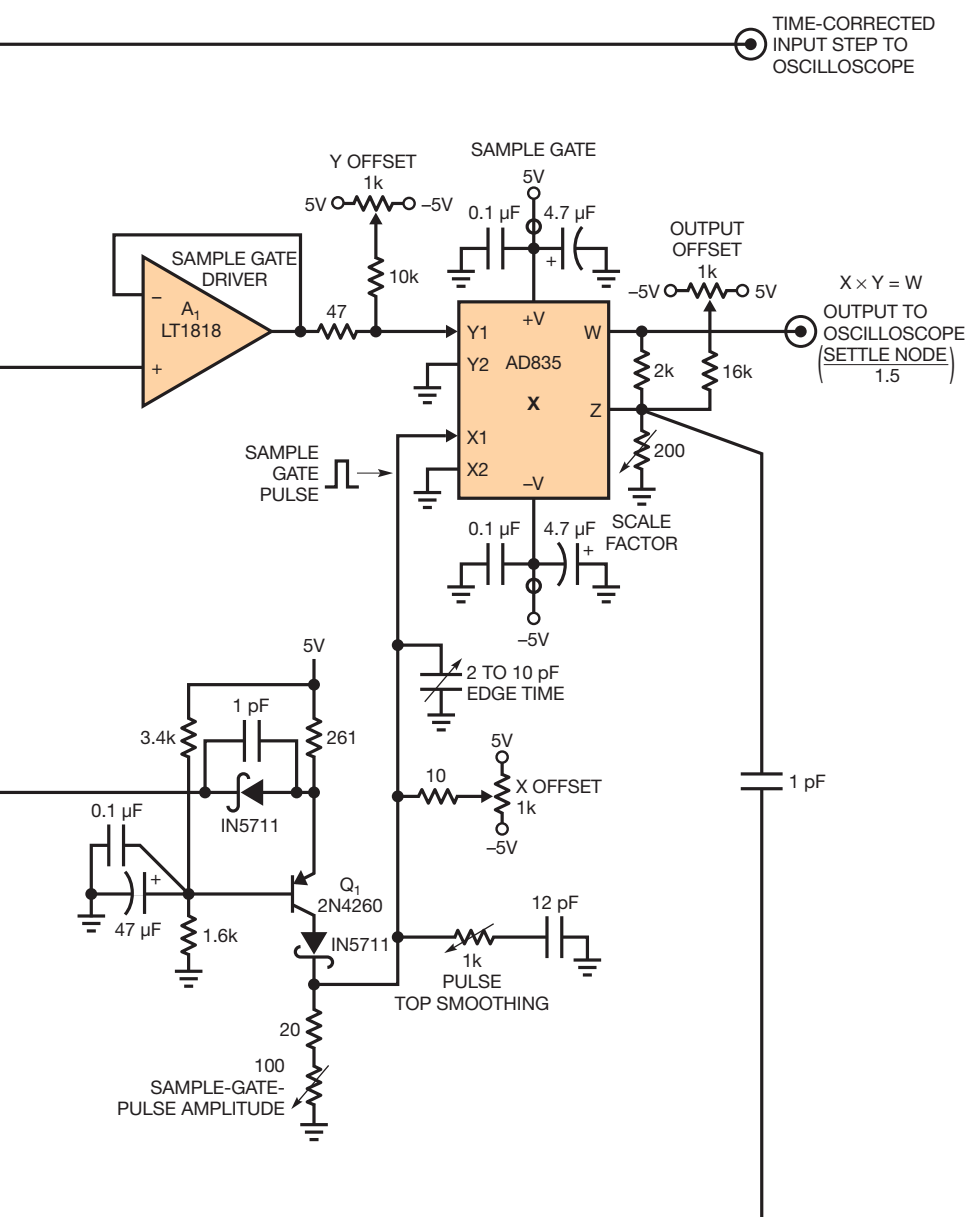 TIME-CORRECTED
INPUT STEP TO
OSCILLOSCOPE
SAMPLE GATE
Y OFFSET
1k
5V
–5V
5V
0.1 µF
4.7 µF
+
OUTPUT
OFFSET
1k
–5V
5V
X × Y = W
OUTPUT TO
OSCILLOSCOPE
(SETTLE NODE
1.5)
SAMPLE GATE
DRIVER
A1
LT1818
–
+
10k
47
Y1
+V
W
Y2
AD835
X
Z
X1
X2
–V
2k
16k
200
SCALE
FACTOR
SAMPLE
GATE
PULSE
0.1 µF
4.7 µF
+
–5V
5V
2 TO 10 pF
EDGE TIME
1 pF
3.4k
261
IN5711
5V
10
X OFFSET
1k
–5V
1 pF
0.1 µF
+
47 µF
1.6k
Q1
2N4260
IN5711
12 pF
1k
PULSE
TOP SMOOTHING
20
100
SAMPLE-GATE-
PULSE AMPLITUDE